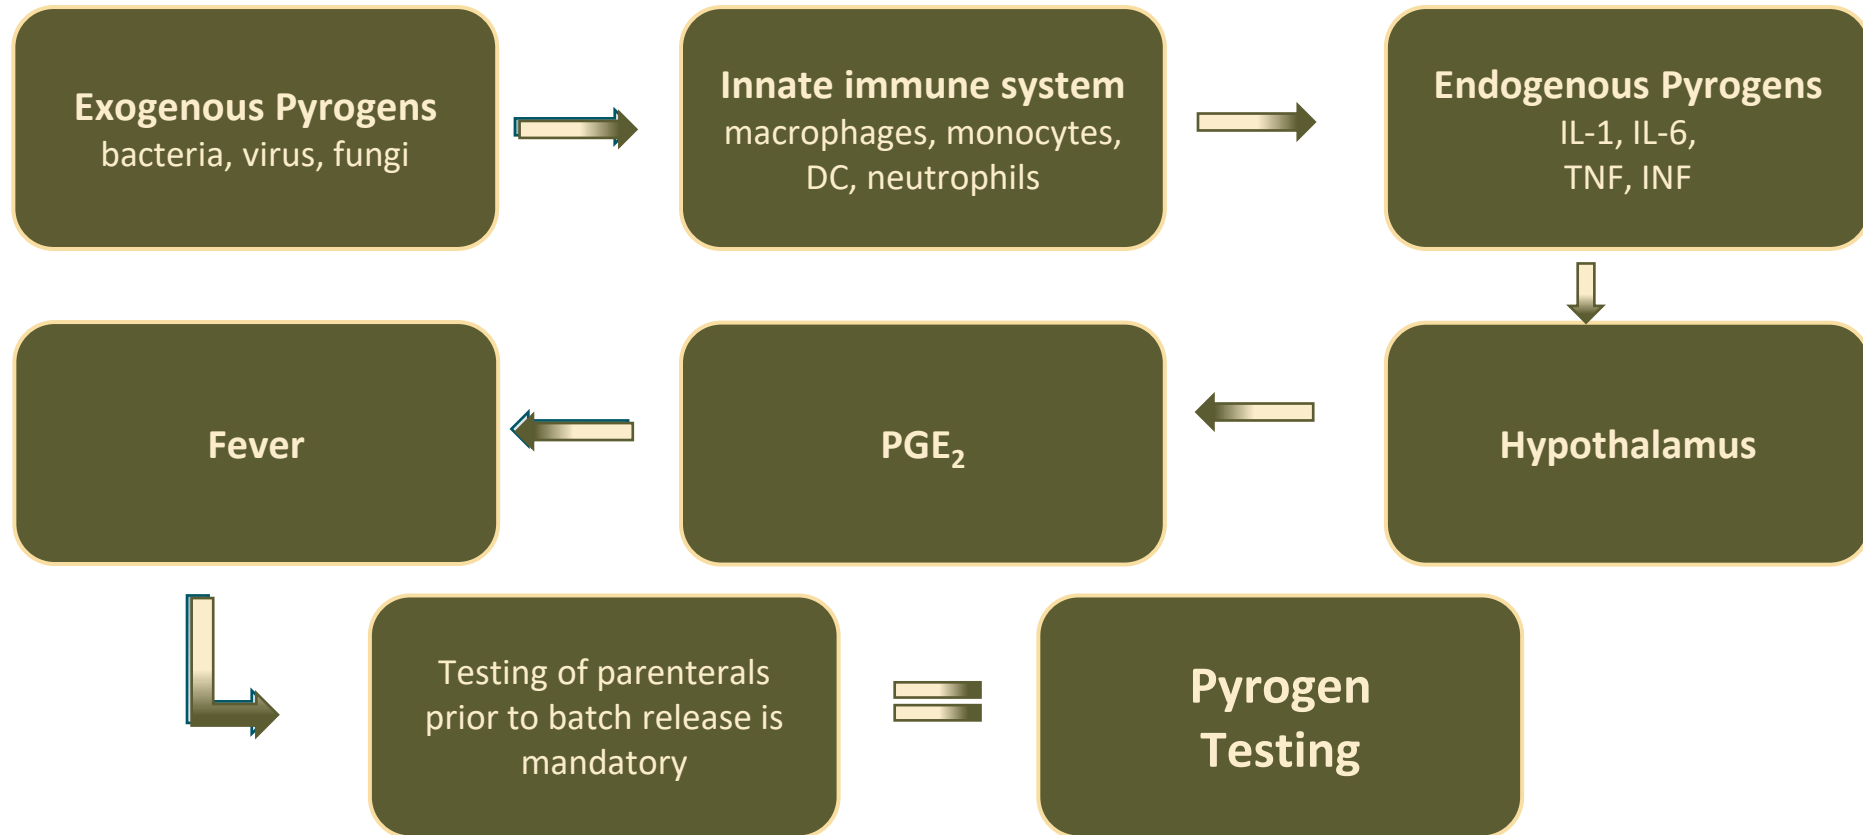 Exogenous Pyrogens
bacteria, virus, fungi
Innate immune system
macrophages, monocytes,
DC, neutrophils
Endogenous Pyrogens
IL-1, IL-6,
TNF, INF
Hypothalamus
PGE₂
Fever
Testing of parenterals
prior to batch release is
mandatory
Pyrogen
Testing